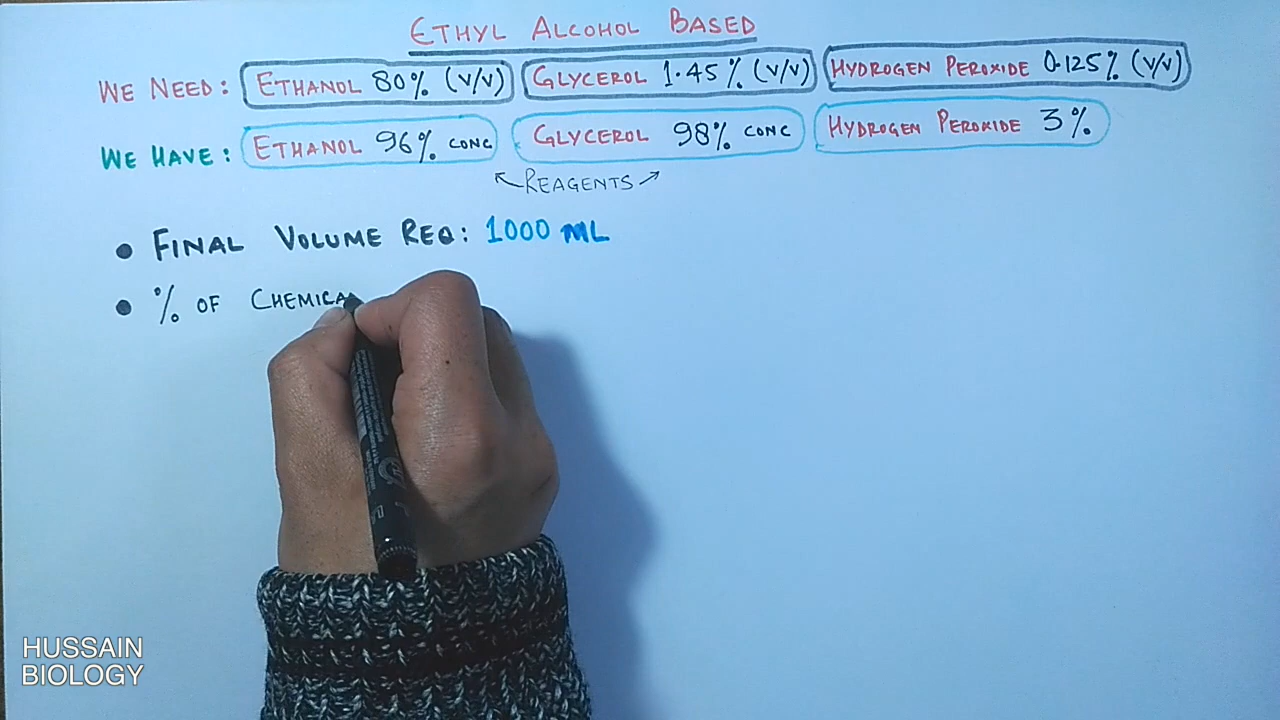 ETHYL ALCOHOL BASED
WE NEED: ETHANOL 80% (V/V) GLYCEROL 1.45% (V/V) HYDROGEN PEROXIDE 0.125% (V/V)
WE HAVE: ETHANOL 96% CONC GLYCEROL 98% CONC HYDROGEN PEROXIDE 3%
REAGENTS
• FINAL VOLUME REQ: 1000 ML
• % OF CHEMICA
HUSSAIN
BIOLOGY